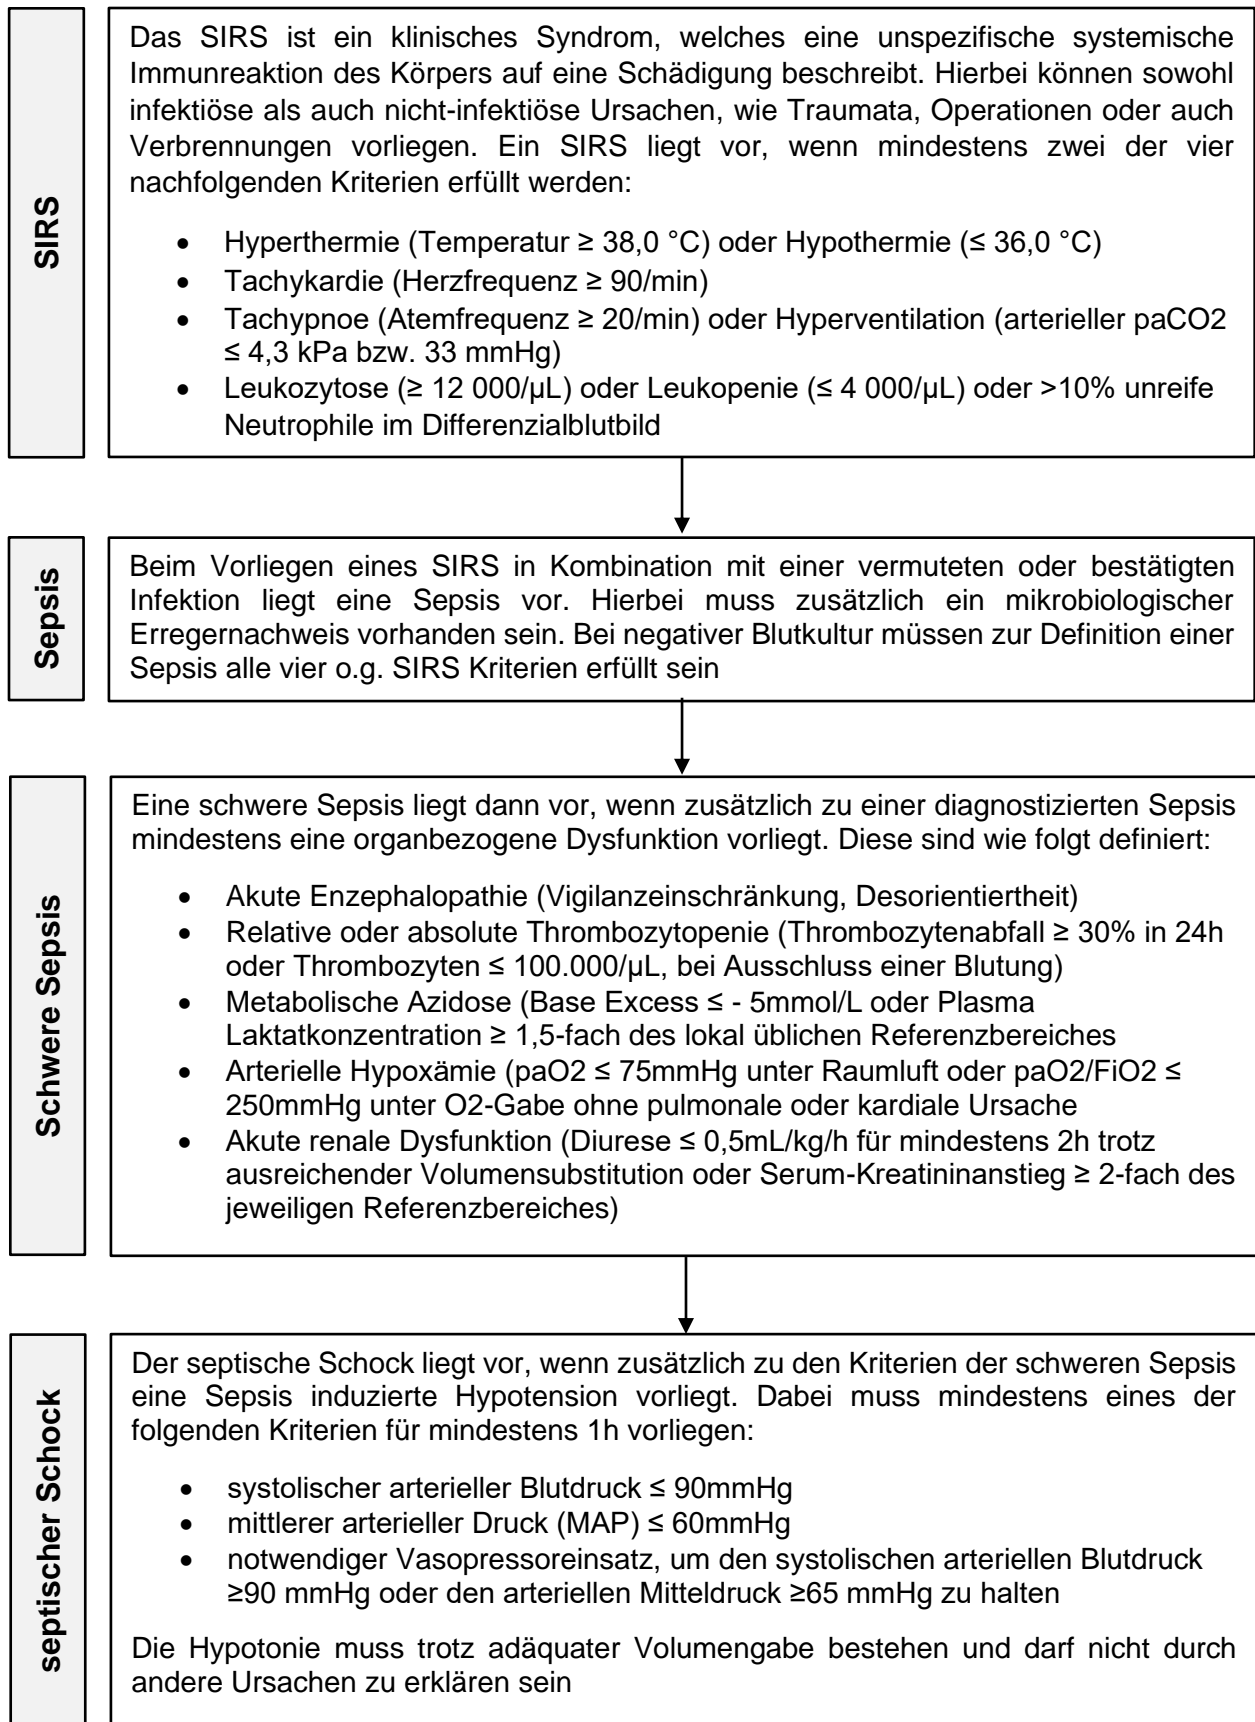 SIRS
Das SIRS ist ein klinisches Syndrom, welches eine unspezifische systemische
Immunreaktion des Körpers auf eine Schädigung beschreibt. Hierbei können sowohl
infektiöse als auch nicht-infektiöse Ursachen, wie Traumata, Operationen oder auch
Verbrennungen vorliegen. Ein SIRS liegt vor, wenn mindestens zwei der vier
nachfolgenden Kriterien erfüllt werden:
• Hyperthermie (Temperatur ≥ 38,0 °C) oder Hypothermie (≤ 36,0 °C)
• Tachykardie (Herzfrequenz ≥ 90/min)
• Tachypnoe (Atemfrequenz ≥ 20/min) oder Hyperventilation (arterieller paCO2
≤ 4,3 kPa bzw. 33 mmHg)
• Leukozytose (≥ 12 000/µL) oder Leukopenie (≤ 4 000/µL) oder >10% unreife
Neutrophile im Differenzialblutbild
Sepsis
Beim Vorliegen eines SIRS in Kombination mit einer vermuteten oder bestätigten
Infektion liegt eine Sepsis vor. Hierbei muss zusätzlich ein mikrobiologischer
Erregernachweis vorhanden sein. Bei negativer Blutkultur müssen zur Definition einer
Sepsis alle vier o.g. SIRS Kriterien erfüllt sein
Schwere Sepsis
Eine schwere Sepsis liegt dann vor, wenn zusätzlich zu einer diagnostizierten Sepsis
mindestens eine organbezogene Dysfunktion vorliegt. Diese sind wie folgt definiert:
• Akute Enzephalopathie (Vigilanzeinschränkung, Desorientiertheit)
• Relative oder absolute Thrombozytopenie (Thrombozytenabfall ≥ 30% in 24h
oder Thrombozyten ≤ 100.000/µL, bei Ausschluss einer Blutung)
• Metabolische Azidose (Base Excess ≤ - 5mmol/L oder Plasma
Laktatkonzentration ≥ 1,5-fach des lokal üblichen Referenzbereiches
• Arterielle Hypoxämie (paO2 ≤ 75mmHg unter Raumluft oder paO2/FiO2 ≤
250mmHg unter O2-Gabe ohne pulmonale oder kardiale Ursache
• Akute renale Dysfunktion (Diurese ≤ 0,5mL/kg/h für mindestens 2h trotz
ausreichender Volumensubstitution oder Serum-Kreatininanstieg ≥ 2-fach des
jeweiligen Referenzbereiches)
septischer Schock
Der septische Schock liegt vor, wenn zusätzlich zu den Kriterien der schweren Sepsis
eine Sepsis induzierte Hypotension vorliegt. Dabei muss mindestens eines der
folgenden Kriterien für mindestens 1h vorliegen:
• systolischer arterieller Blutdruck ≤ 90mmHg
• mittlerer arterieller Druck (MAP) ≤ 60mmHg
• notwendiger Vasopressoreinsatz, um den systolischen arteriellen Blutdruck
≥90 mmHg oder den arteriellen Mitteldruck ≥65 mmHg zu halten
Die Hypotonie muss trotz adäquater Volumengabe bestehen und darf nicht durch
andere Ursachen zu erklären sein